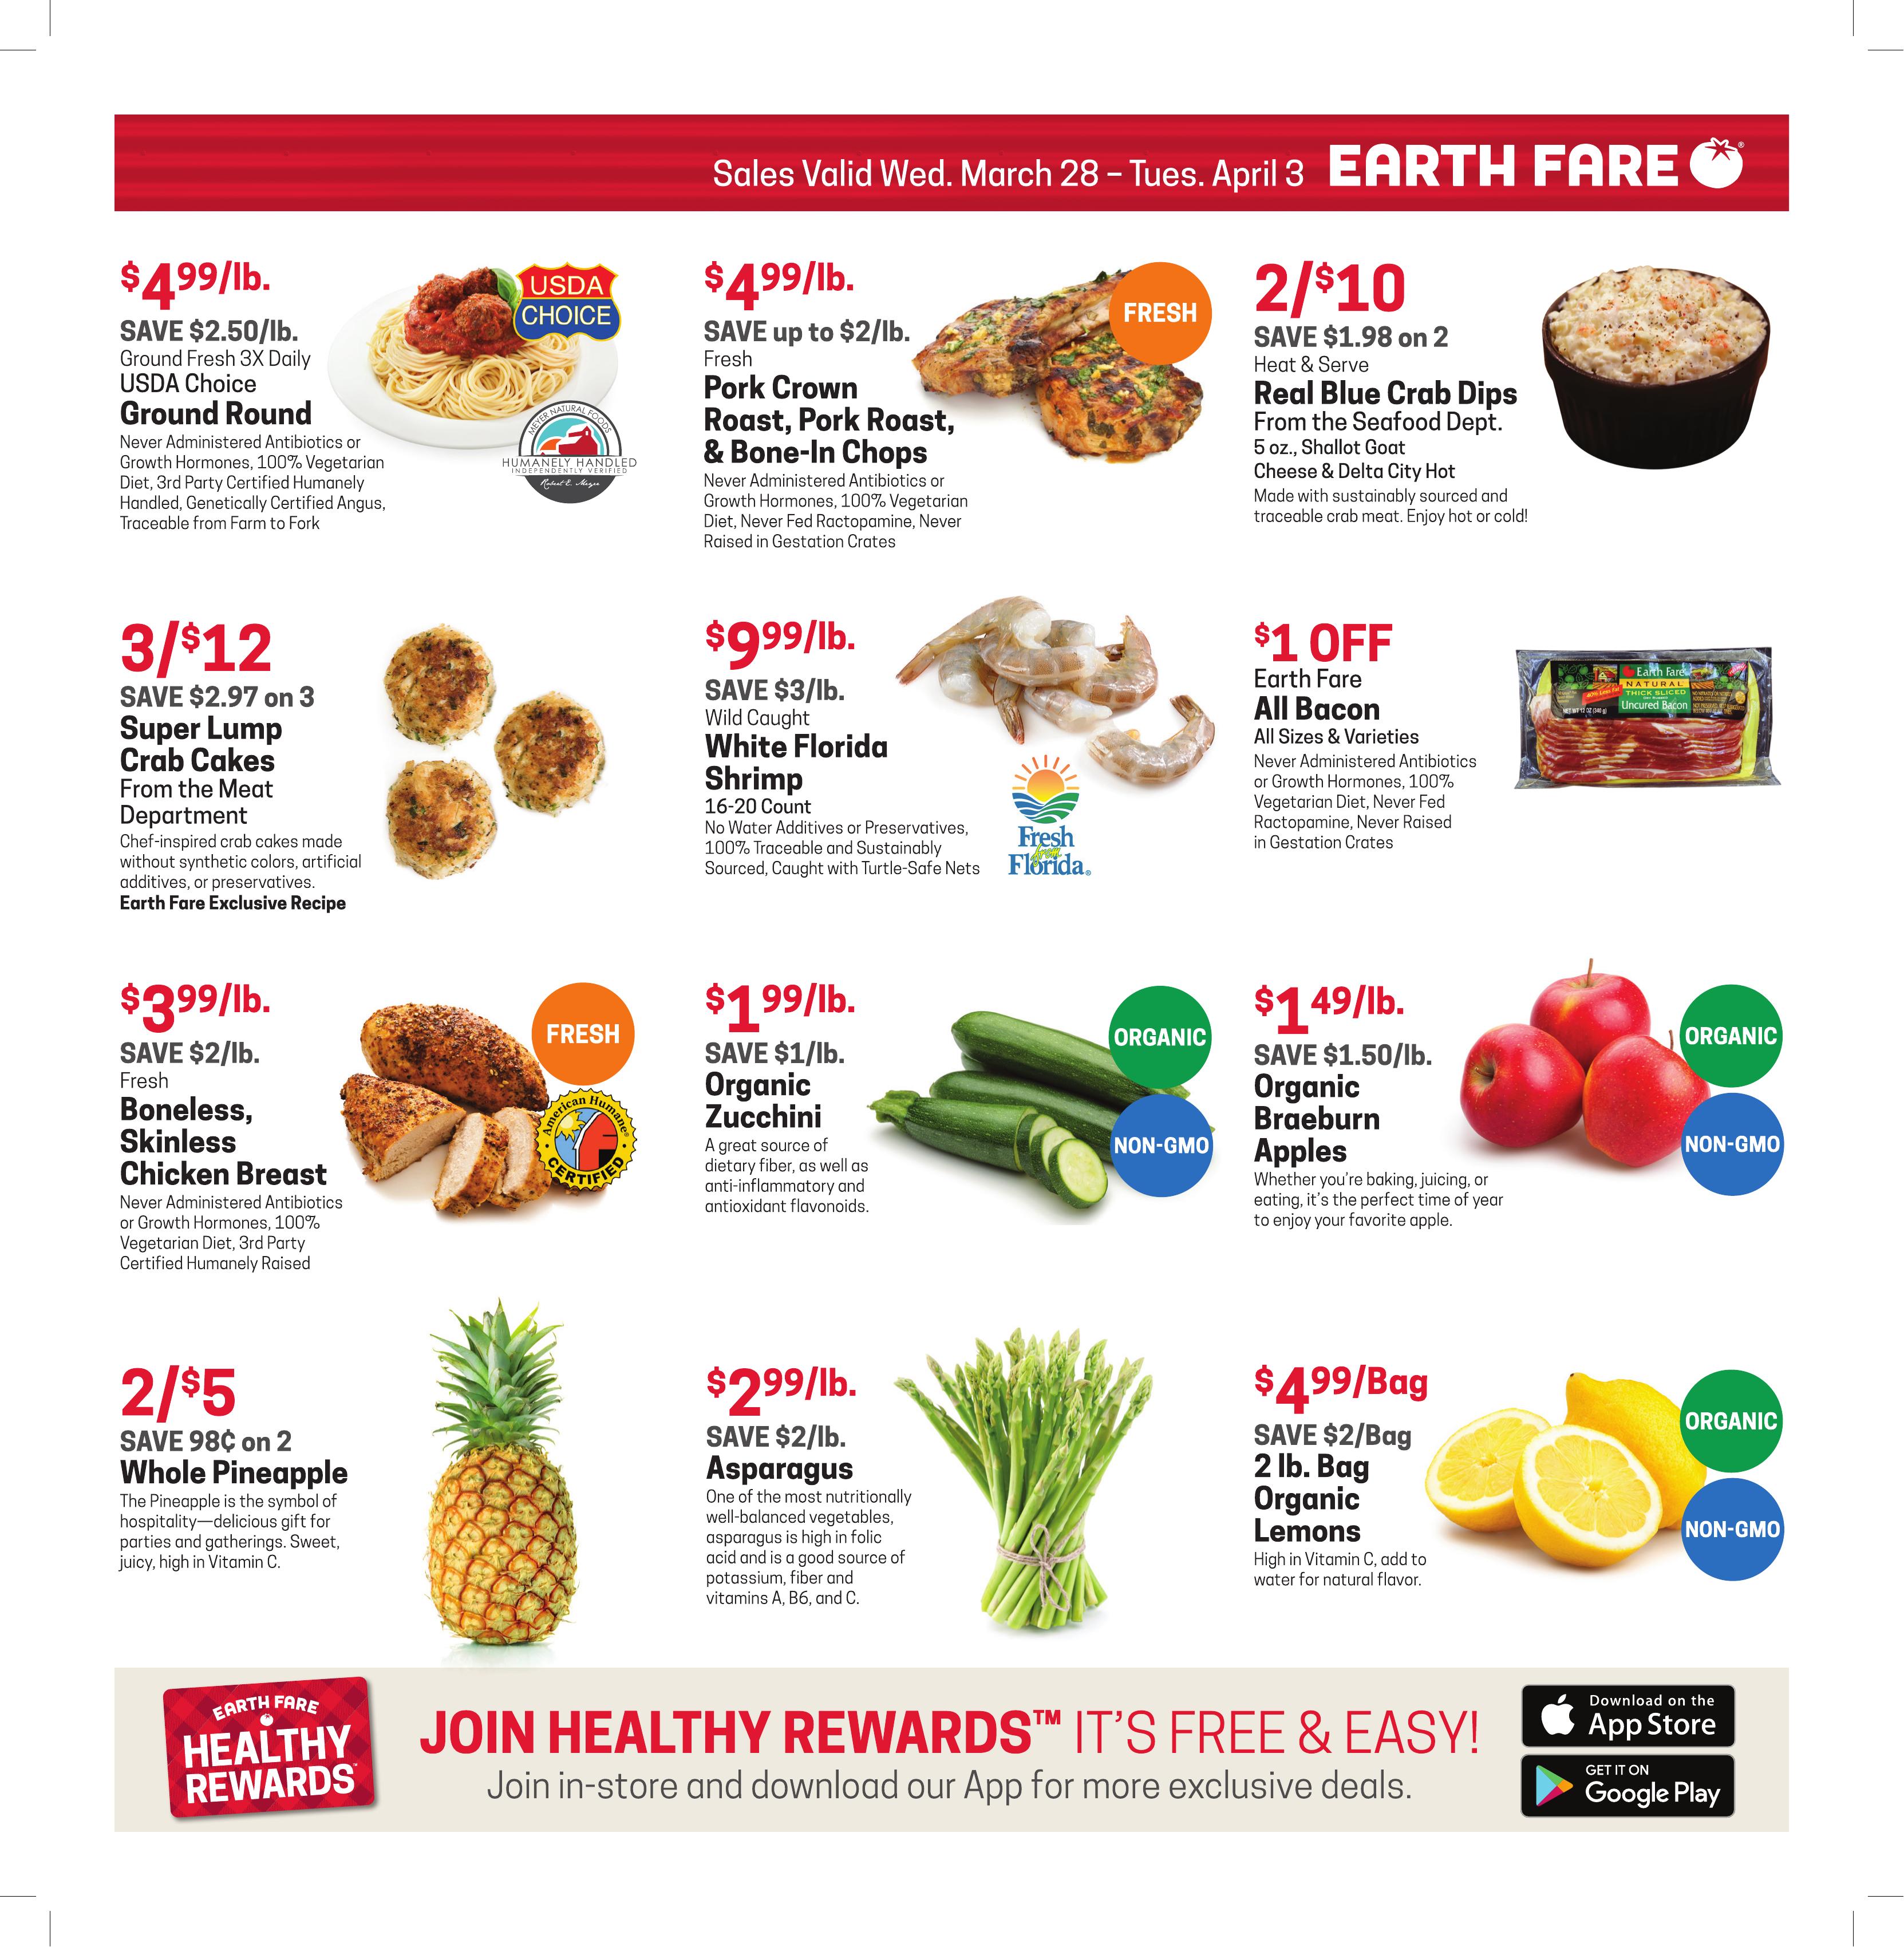 Sales Valid Wed. March 28 – Tues. April 3 EARTH FARE ®
$4 99/lb.
SAVE $2.50/lb.
Ground Fresh 3X Daily
USDA Choice
Ground Round
Never Administered Antibiotics or
Growth Hormones, 100% Vegetarian
Diet, 3rd Party Certified Humanely
Handled, Genetically Certified Angus,
Traceable from Farm to Fork
USDA
CHOICE
MEYER NATURAL FOODS
HUMANELY HANDLED
INDEPENDENTLY VERIFIED
Robert E. Meyer
$4 99/lb.
SAVE up to $2/lb.
Fresh
Pork Crown
Roast, Pork Roast,
& Bone-In Chops
Never Administered Antibiotics or
Growth Hormones, 100% Vegetarian
Diet, Never Fed Ractopamine, Never
Raised in Gestation Crates
FRESH
2/$10
SAVE $1.98 on 2
Heat & Serve
Real Blue Crab Dips
From the Seafood Dept.
5 oz., Shallot Goat
Cheese & Delta City Hot
Made with sustainably sourced and
traceable crab meat. Enjoy hot or cold!
3/$12
SAVE $2.97 on 3
Super Lump
Crab Cakes
From the Meat
Department
Chef-inspired crab cakes made
without synthetic colors, artificial
additives, or preservatives.
Earth Fare Exclusive Recipe
$9 99/lb.
SAVE $3/lb.
Wild Caught
White Florida
Shrimp
16-20 Count
No Water Additives or Preservatives,
100% Traceable and Sustainably
Sourced, Caught with Turtle-Safe Nets
Fresh
from
Florida®
$1 OFF
Earth Fare
All Bacon
All Sizes & Varieties
Never Administered Antibiotics
or Growth Hormones, 100%
Vegetarian Diet, Never Fed
Ractopamine, Never Raised
in Gestation Crates
Earth Fare
NATURAL
THICK SLICED
Uncured Bacon
NET WT 12 OZ (340 g)
$3 99/lb.
SAVE $2/lb.
Fresh
Boneless,
Skinless
Chicken Breast
Never Administered Antibiotics
or Growth Hormones, 100%
Vegetarian Diet, 3rd Party
Certified Humanely Raised
FRESH
American Humane®
CERTIFIED
$1 99/lb.
SAVE $1/lb.
Organic
Zucchini
A great source of
dietary fiber, as well as
anti-inflammatory and
antioxidant flavonoids.
ORGANIC
NON-GMO
$1 49/lb.
SAVE $1.50/lb.
Organic
Braeburn
Apples
Whether you're baking, juicing, or
eating, it's the perfect time of year
to enjoy your favorite apple.
ORGANIC
NON-GMO
2/$5
SAVE 98¢ on 2
Whole Pineapple
The Pineapple is the symbol of
hospitality—delicious gift for
parties and gatherings. Sweet,
juicy, high in Vitamin C.
$2 99/lb.
SAVE $2/lb.
Asparagus
One of the most nutritionally
well-balanced vegetables,
asparagus is high in folic
acid and is a good source of
potassium, fiber and
vitamins A, B6, and C.
$4 99/Bag
SAVE $2/Bag
2 lb. Bag
Organic
Lemons
High in Vitamin C, add to
water for natural flavor.
ORGANIC
NON-GMO
EARTH FARE
HEALTHY
REWARDS™
JOIN HEALTHY REWARDS™ IT'S FREE & EASY!
Join in-store and download our App for more exclusive deals.
Download on the
App Store
GET IT ON
Google Play